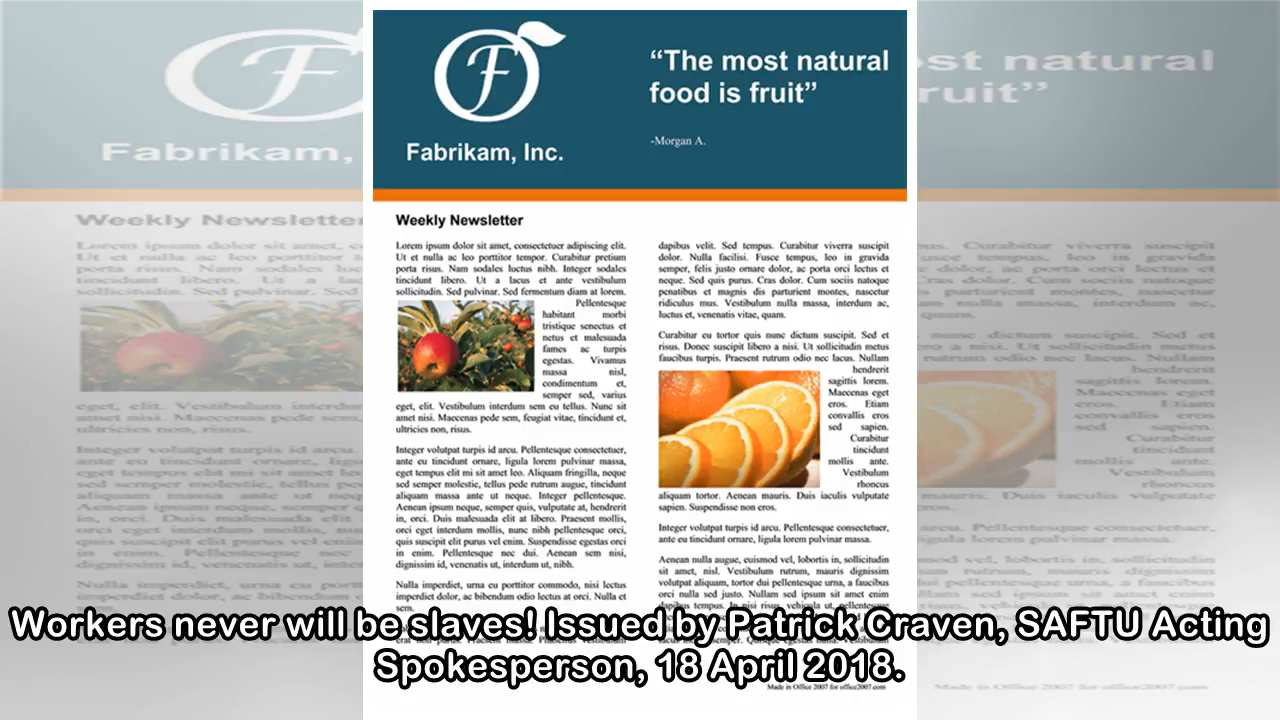 F
"The most natural
food is fruit"
-Morgan A.
Fabrikam, Inc.
Weekly Newsletter
Lorem ipsum dolor sit amet, consectetuer adipiscing elit.
Ut et nulla ac leo porttitor tempor. Curabitur pretium
porta risus. Nam sodales luctus nibh. Integer sodales
tincidunt libero. Ut a lacus et ante vestibulum
sollicitudin. Sed pulvinar. Sed fermentum diam at lorem.
Pellentesque
habitant morbi
tristique senectus et
netus et malesuada
fames ac turpis
egestas. Vivamus
massa nisl,
condimentum et,
semper sed, varius
eget, elit. Vestibulum interdum sem eu tellus. Nunc sit
amet nisi. Maecenas pede sem, feugiat vitae, tincidunt et,
ultricies non, risus.
Integer volutpat turpis id arcu. Pellentesque consectetuer,
ante eu tincidunt ornare, ligula lorem pulvinar massa,
eget tempus elit mi sit amet leo. Aliquam fringilla, neque
sed semper molestie, tellus pede rutrum augue, tincidunt
aliquam massa ante ut neque. Integer pellentesque.
Aenean ipsum neque, semper quis, vulputate at, hendrerit
in, orci. Duis malesuada elit at libero. Praesent mollis,
orci eget interdum mollis, nunc nibh pellentesque orci,
quis suscipit elit purus vel enim. Suspendisse egestas orci
in enim. Pellentesque nec dui. Aenean sem nisi,
dignissim id, venenatis ut, interdum ut, nibh.
Nulla imperdiet, urna eu porttitor commodo, nisi lectus
imperdiet dolor, ac bibendum odio lectus at orci. Nulla et
sem.
dapibus velit. Sed tempus. Curabitur viverra suscipit
dolor. Nulla facilisi. Fusce tempus, leo in gravida
semper, felis justo ornare dolor, ac porta orci lectus et
neque. Sed quis purus. Cras dolor. Cum sociis natoque
penatibus et magnis dis parturient montes, nascetur
ridiculus mus. Vestibulum nulla massa, interdum ac,
luctus et, venenatis vitae, quam.
Curabitur eu tortor quis nunc dictum suscipit. Sed et
risus. Donec suscipit libero a nisi. Ut sollicitudin metus
faucibus turpis. Praesent rutrum odio nec lacus. Nullam
hendrerit
sagittis lorem.
Maecenas eget
eros. Etiam
convallis eros
sed sapien.
Curabitur
tincidunt
mollis ante.
Vestibulum
rhoncus
aliquam tortor. Aenean mauris. Duis iaculis vulputate
sapien. Suspendisse non eros.
Integer volutpat turpis id arcu. Pellentesque consectetuer,
ante eu tincidunt ornare, ligula lorem pulvinar massa.
Aenean nulla augue, euismod vel, lobortis in, sollicitudin
sit amet, nisl. Vestibulum rutrum, mauris dignissim
volutpat aliquam, tortor dui pellentesque urna, a faucibus
orci nulla sed justo. Nullam sed ipsum sit amet enim
dapibus tempus. In nisi risus, vehicula ut, pellentesque
Workers never will be slaves! Issued by Patrick Craven, SAFTU Acting
Spokesperson, 18 April 2018.
Made in Office 2007 for office2007.com